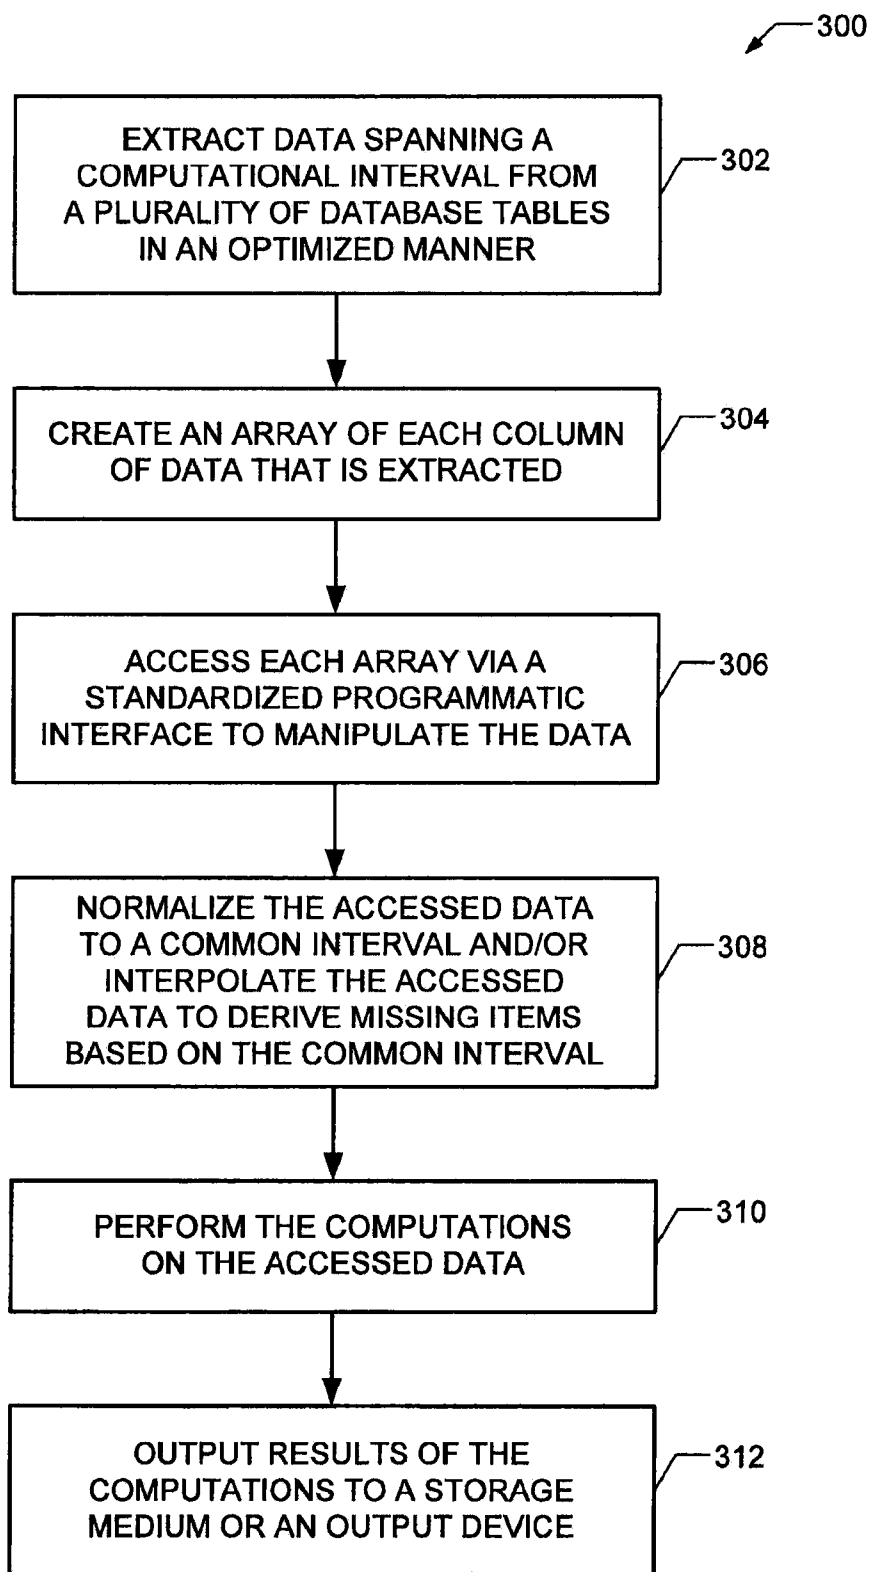 300
EXTRACT DATA SPANNING A
COMPUTATIONAL INTERVAL FROM
A PLURALITY OF DATABASE TABLES
IN AN OPTIMIZED MANNER
302
CREATE AN ARRAY OF EACH COLUMN
OF DATA THAT IS EXTRACTED
304
ACCESS EACH ARRAY VIA A
STANDARDIZED PROGRAMMATIC
INTERFACE TO MANIPULATE THE DATA
306
NORMALIZE THE ACCESSED DATA
TO A COMMON INTERVAL AND/OR
INTERPOLATE THE ACCESSED
DATA TO DERIVE MISSING ITEMS
BASED ON THE COMMON INTERVAL
308
PERFORM THE COMPUTATIONS
ON THE ACCESSED DATA
310
OUTPUT RESULTS OF THE
COMPUTATIONS TO A STORAGE
MEDIUM OR AN OUTPUT DEVICE
312